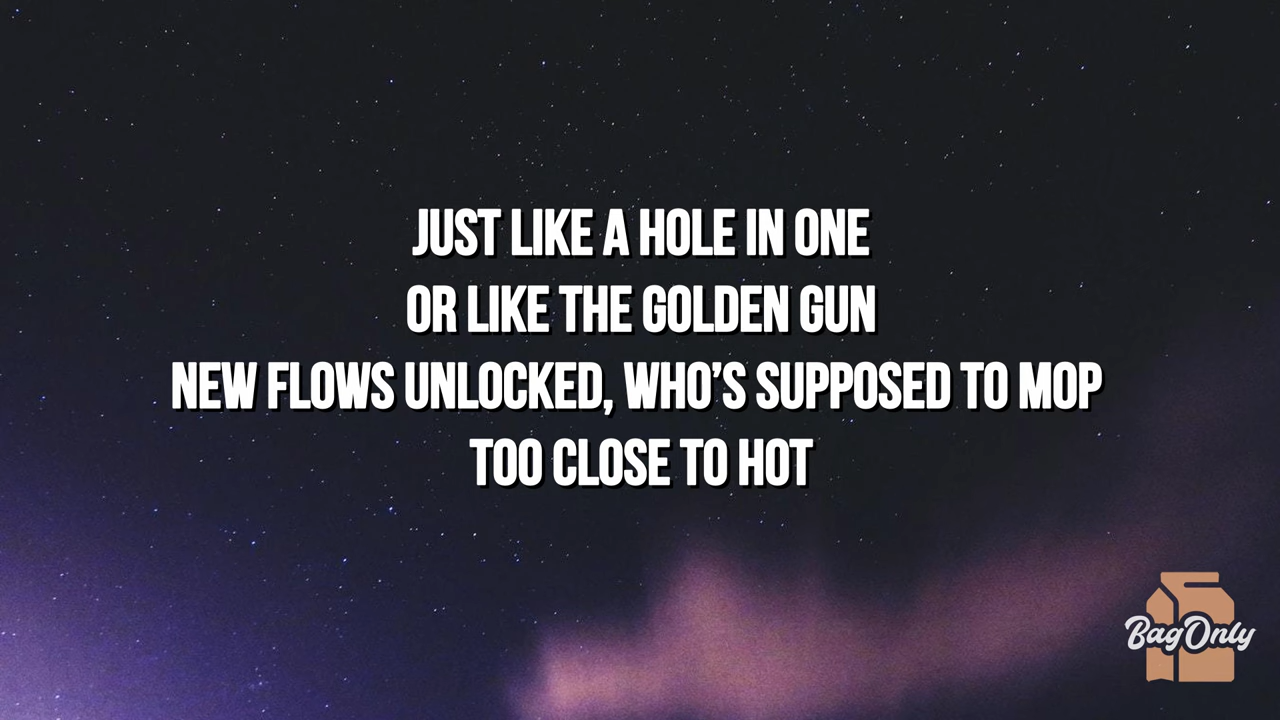 JUST LIKE A HOLE IN ONE
OR LIKE THE GOLDEN GUN
NEW FLOWS UNLOCKED, WHO'S SUPPOSED TO MOP
TOO CLOSE TO HOT
BagOnly